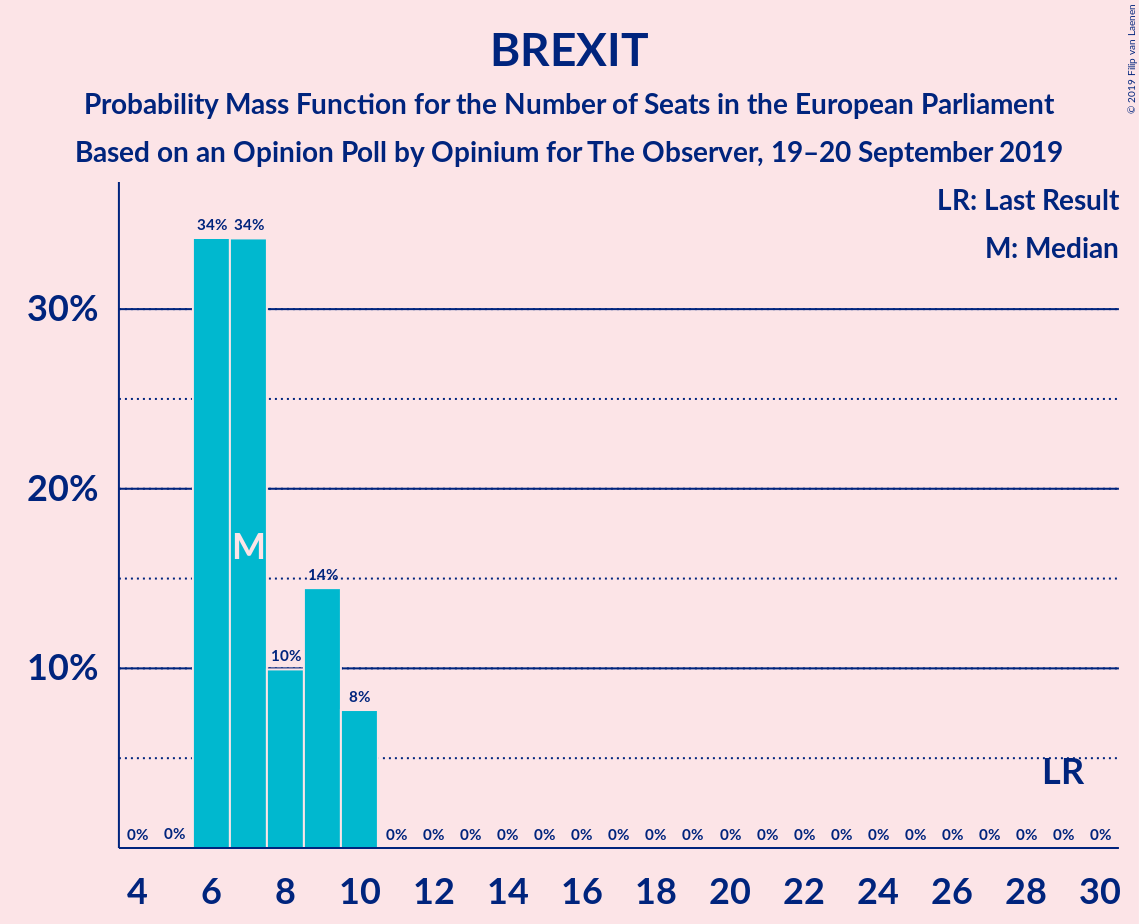 BREXIT
Probability Mass Function for the Number of Seats in the European Parliament
Based on an Opinion Poll by Opinium for The Observer, 19–20 September 2019
© 2019 Filip van Laenen
LR: Last Result
M: Median
34% 34%
30%
20%
M
14%
10%
10%
8%
LR
0% 0% 0% 0% 0% 0% 0% 0% 0% 0% 0% 0% 0% 0% 0% 0% 0% 0% 0% 0% 0% 0%
4 6 8 10 12 14 16 18 20 22 24 26 28 30